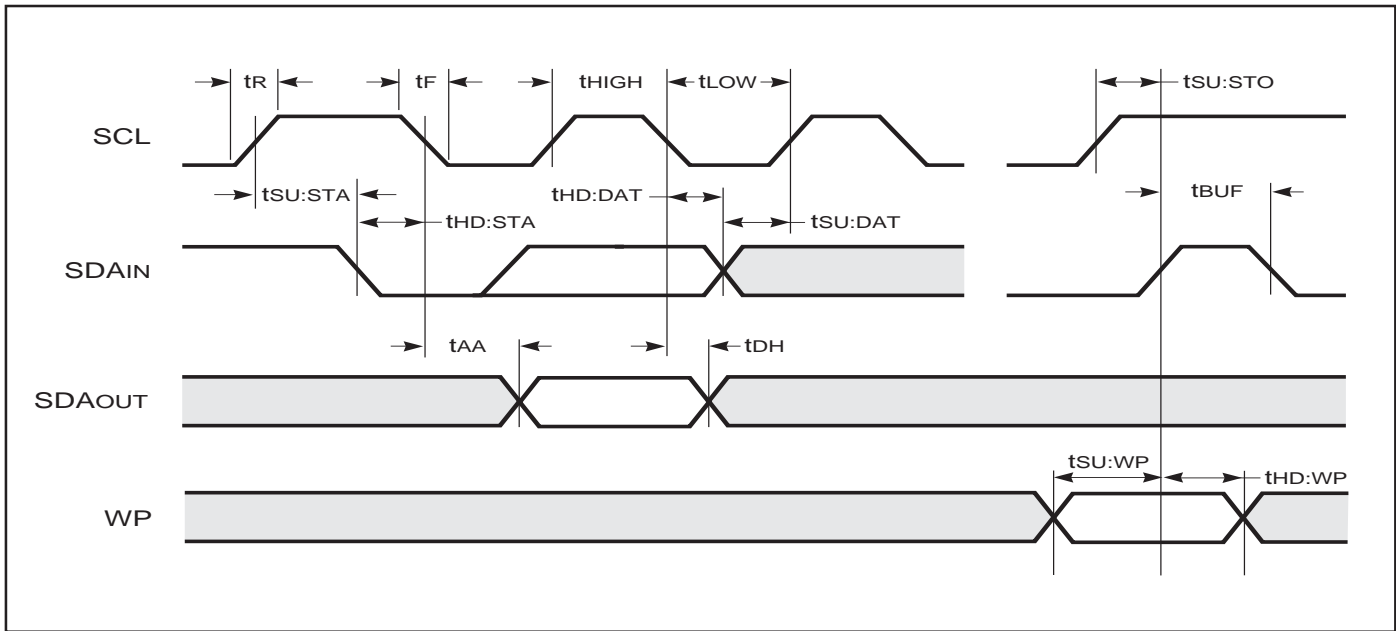 tR tF tHIGH tLOW tSU:STO
SCL
tSU:STA tHD:DAT tBUF
tHD:STA tSU:DAT
SDAIN
tAA tDH
SDAOUT
tSU:WP
tHD:WP
WP